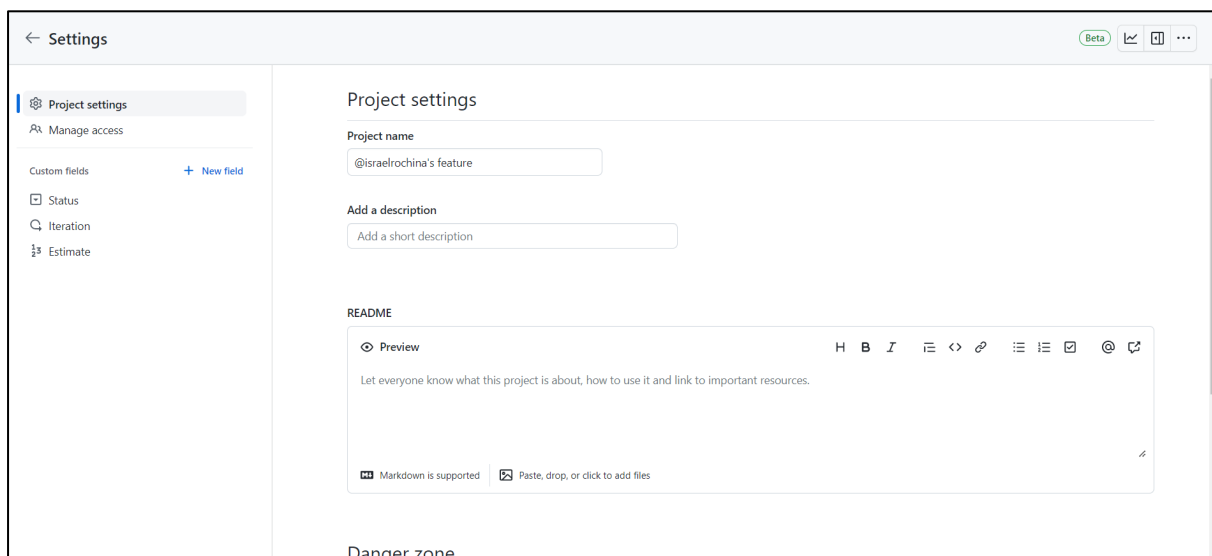 Settings
Beta
Project settings
Manage access
Custom fields
New field
Status
Iteration
Estimate
Project settings
Project name
@israelrochina's feature
Add a description
Add a short description
README
Preview
H B I
Let everyone know what this project is about, how to use it and link to important resources.
Markdown is supported
Paste, drop, or click to add files
Danger zone